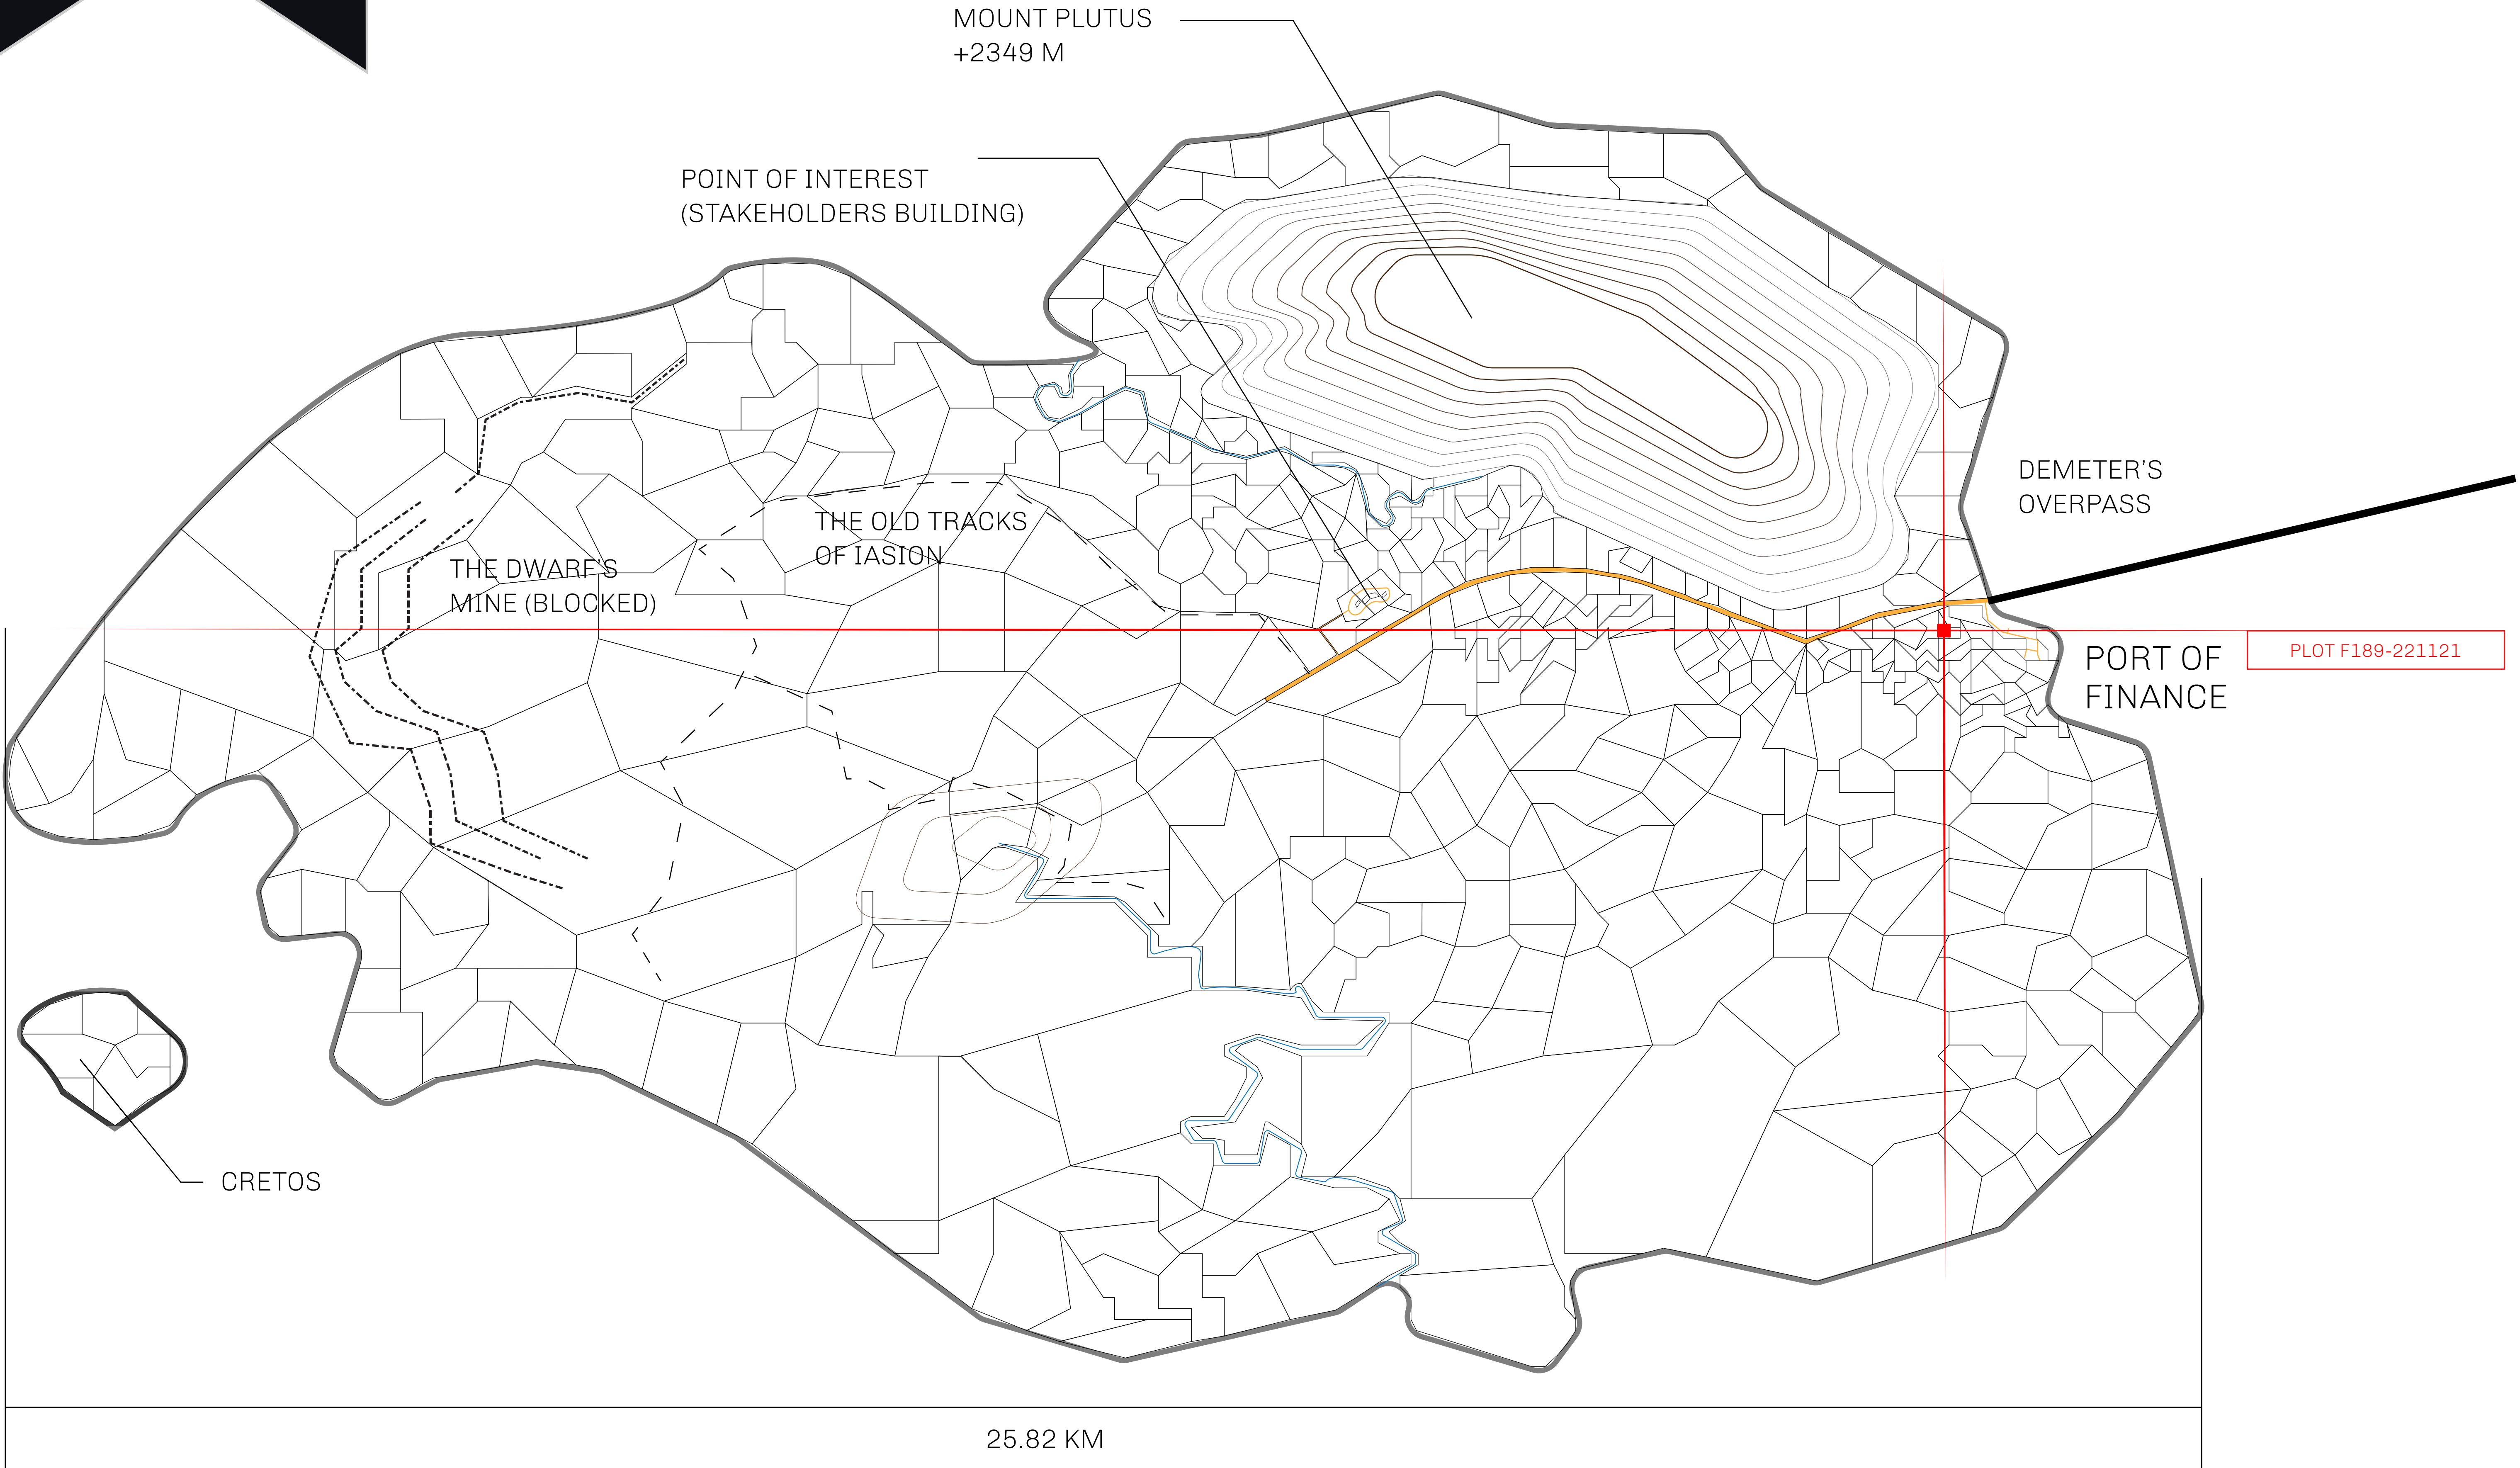 MOUNT PLUTUS
+2349 M
POINT OF INTEREST
(STAKEHOLDERS BUILDING)
DEMETER'S
OVERPASS
THE OLD TRACKS
OF IASION
THE DWARF'S
MINE (BLOCKED)
PLOT F189-221121
PORT OF
FINANCE
CRETOS
25.82 KM